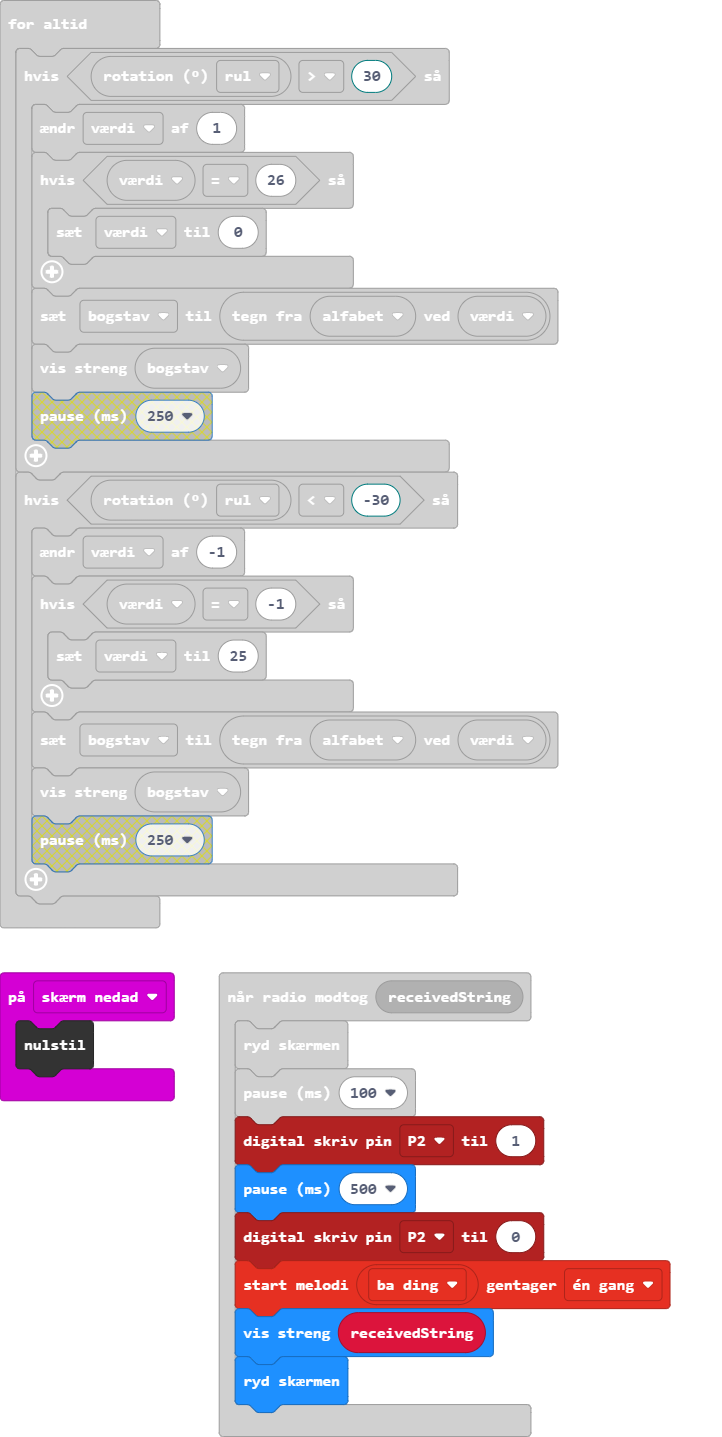 for altid
hvis rotation (°) rul > 30 så
ændr værdi af 1
hvis værdi = 26 så
sæt værdi til 0
sæt bogstav til tegn fra alfabet ved værdi
vis streng bogstav
pause (ms) 250
hvis rotation (°) rul < -30 så
ændr værdi af -1
hvis værdi = -1 så
sæt værdi til 25
sæt bogstav til tegn fra alfabet ved værdi
vis streng bogstav
pause (ms) 250
på skærm nedad
nulstil
når radio modtog receivedString
ryd skærmen
pause (ms) 100
digital skriv pin P2 til 1
pause (ms) 500
digital skriv pin P2 til 0
start melodi ba ding gentager én gang
vis streng receivedString
ryd skærmen